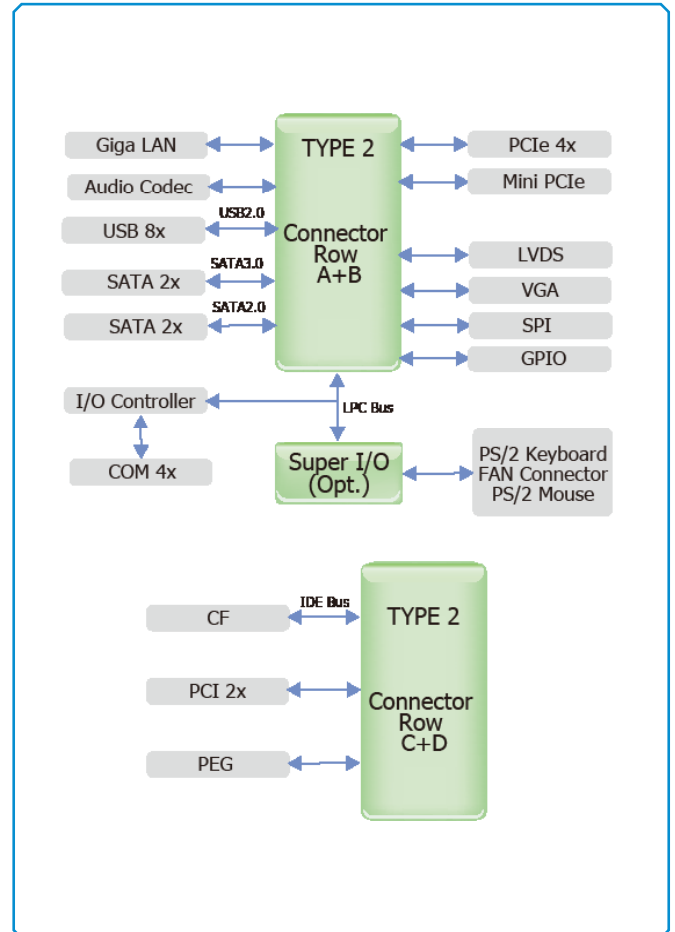 Giga LAN
Audio Codec
USB 8x
USB2.0
SATA 2x
SATA3.0
SATA 2x
SATA2.0
TYPE 2
Connector
Row
A+B
PCIe 4x
Mini PCIe
LVDS
VGA
SPI
GPIO
I/O Controller
LPC Bus
COM 4x
Super I/O
(Opt.)
PS/2 Keyboard
FAN Connector
PS/2 Mouse
CF
IDE Bus
PCI 2x
PEG
TYPE 2
Connector
Row
C+D